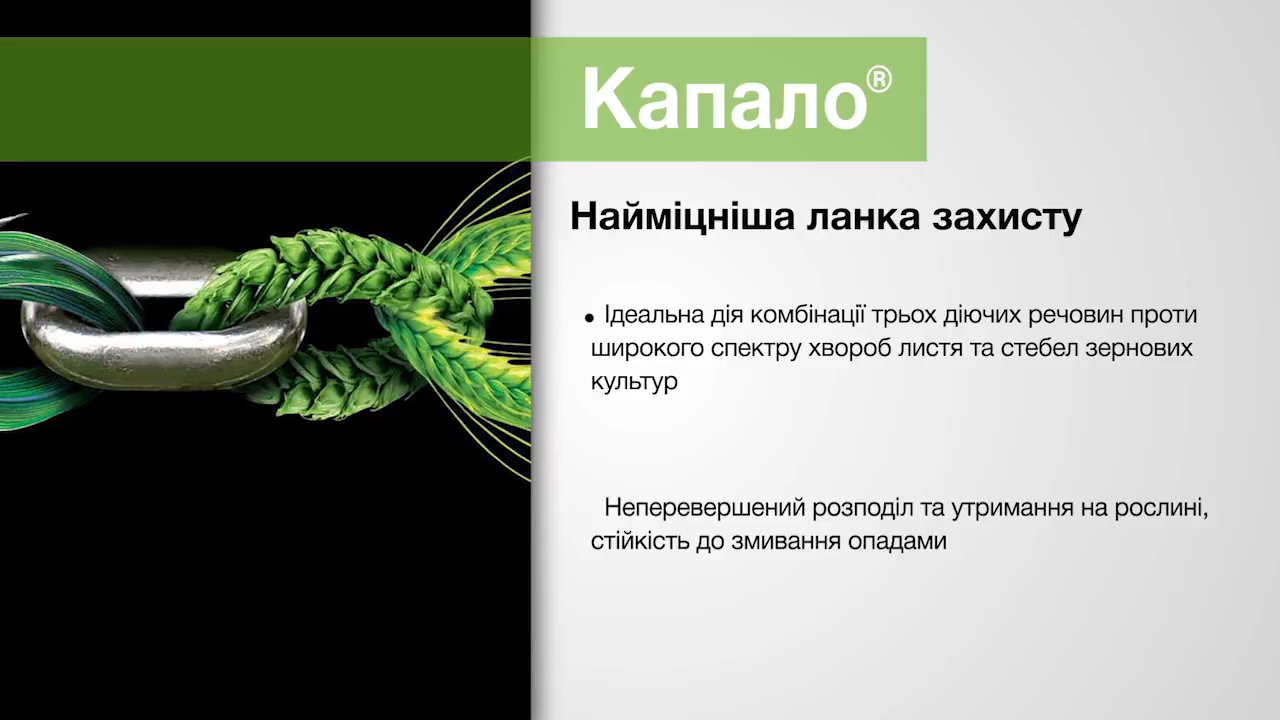 Капало®
Найміцніша ланка захисту
• Ідеальна дія комбінації трьох діючих речовин проти
широкого спектру хвороб листя та стебел зернових
культур
Неперевершений розподіл та утримання на рослині,
стійкість до змивання опадами